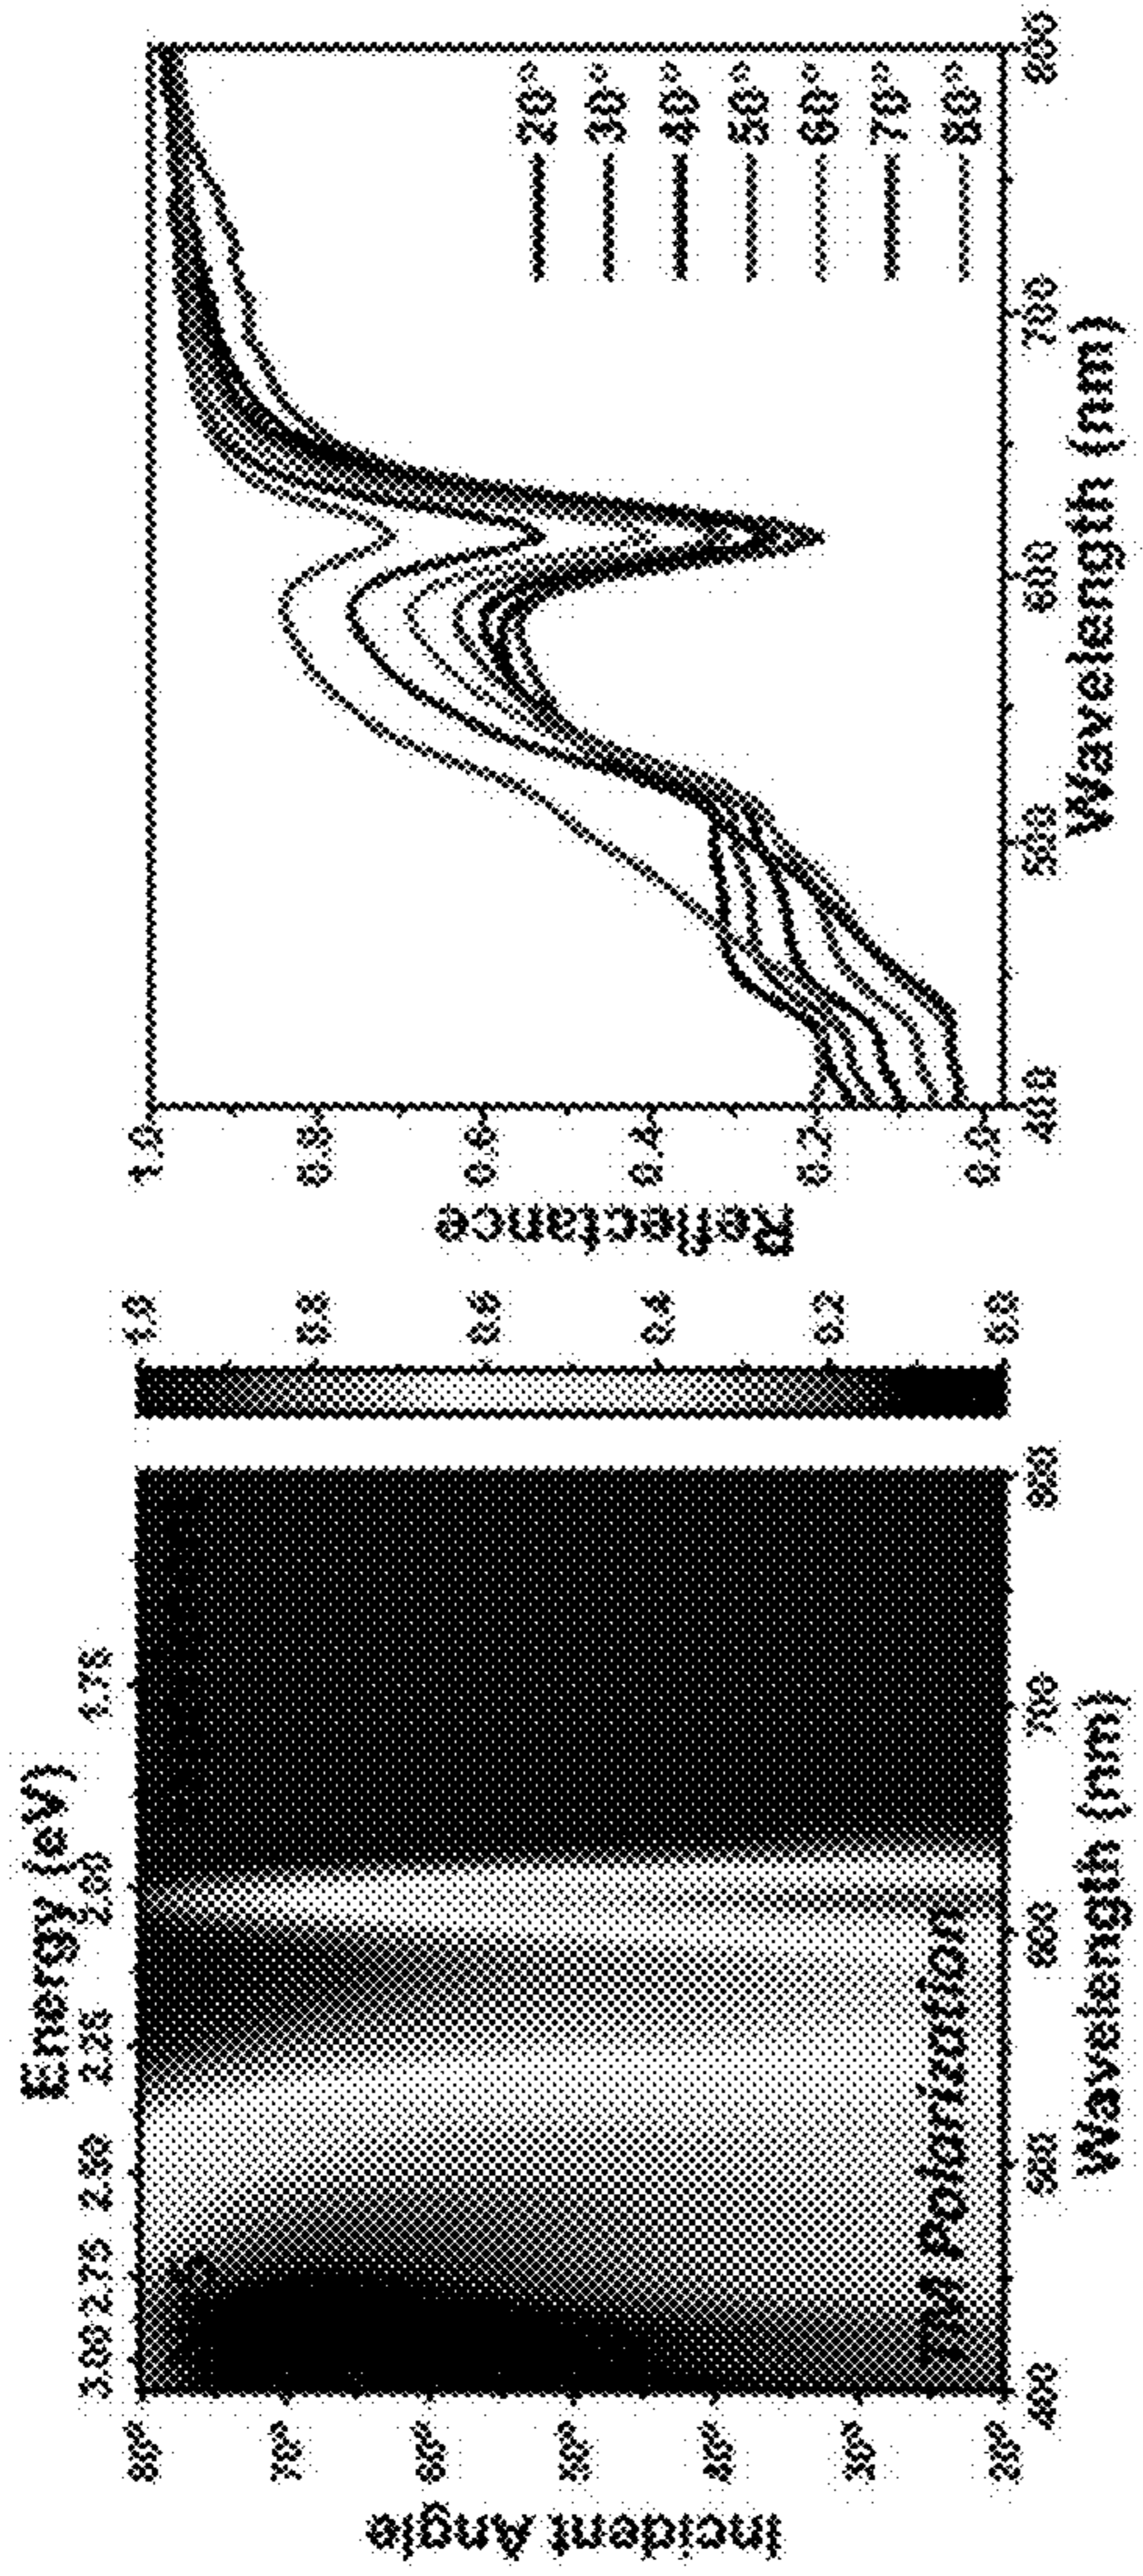 Energy (eV)
3.00 2.75 2.50 2.25 2.00 1.75
Incident Angle
80°
70°
60°
50°
40°
30°
20°
TM Polarization
400 500 600 700 800
Wavelength (nm)
1.0
0.8
0.6
0.4
0.2
0.0
Reflectance
1.0
0.8
0.6
0.4
0.2
0.0
20°
30°
40°
50°
60°
70°
80°
400 500 600 700 800
Wavelength (nm)